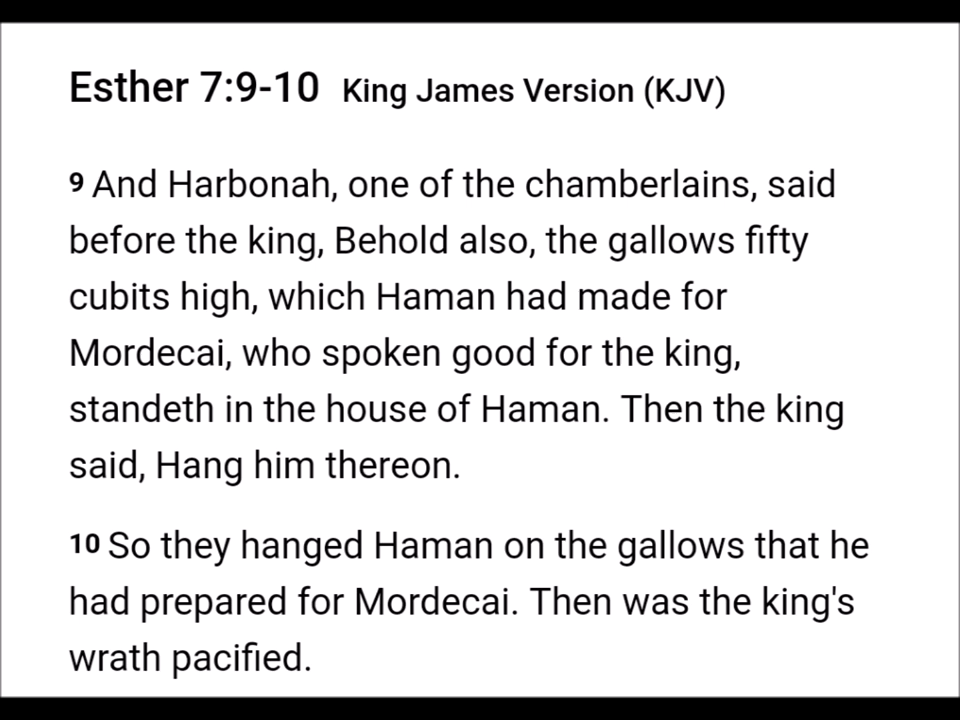 Esther 7:9-10 King James Version (KJV)
9 And Harbonah, one of the chamberlains, said
before the king, Behold also, the gallows fifty
cubits high, which Haman had made for
Mordecai, who spoken good for the king,
standeth in the house of Haman. Then the king
said, Hang him thereon.
10 So they hanged Haman on the gallows that he
had prepared for Mordecai. Then was the king's
wrath pacified.